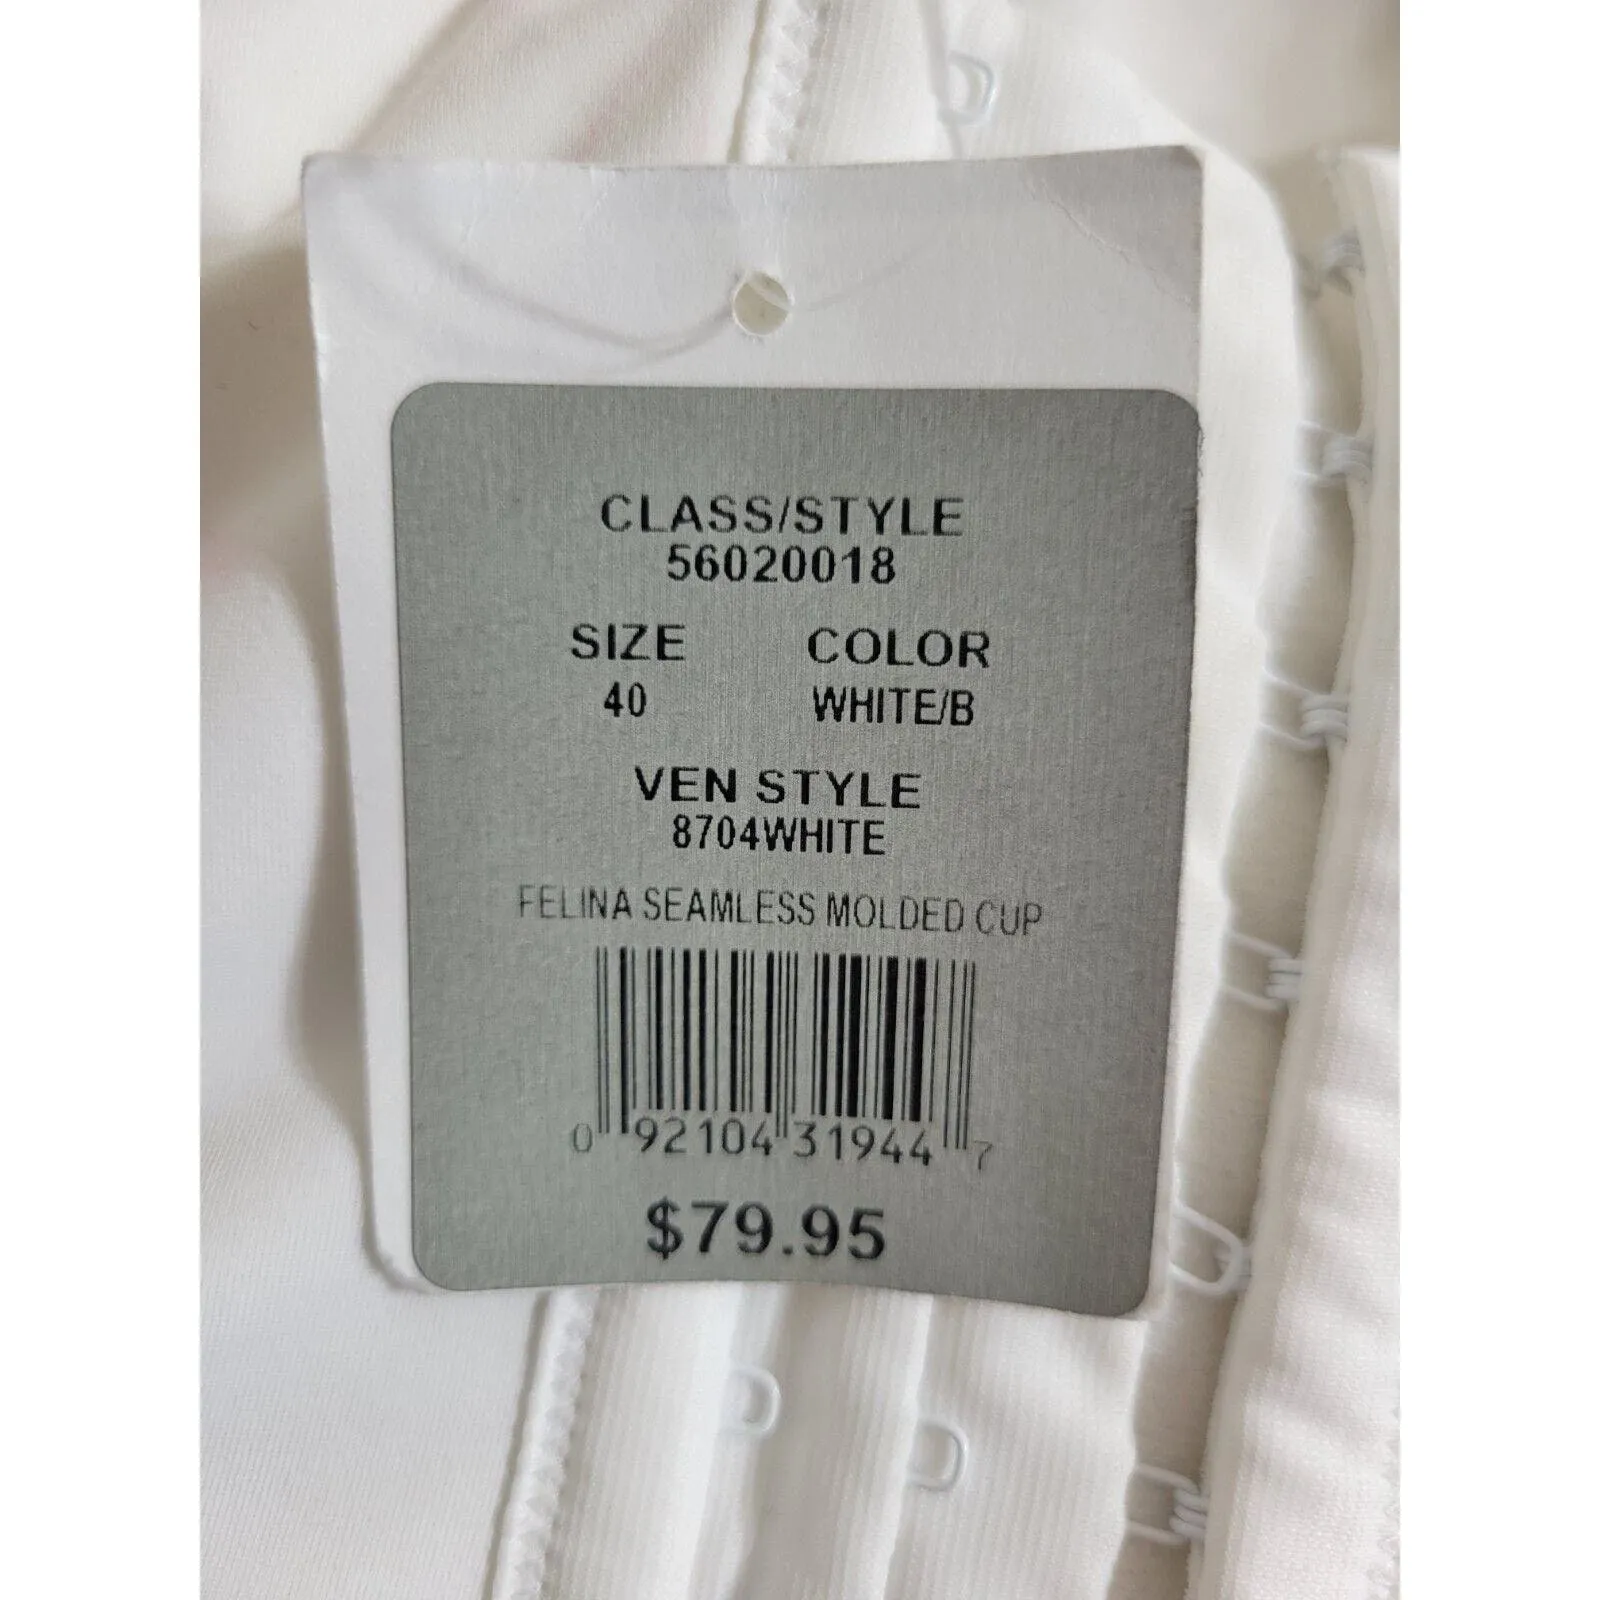 CLASS/STYLE
56020018
SIZE COLOR
40 WHITE/B
VEN STYLE
8704WHITE
FELINA SEAMLESS MOLDED CUP
0 92104 31944 7
$79.95